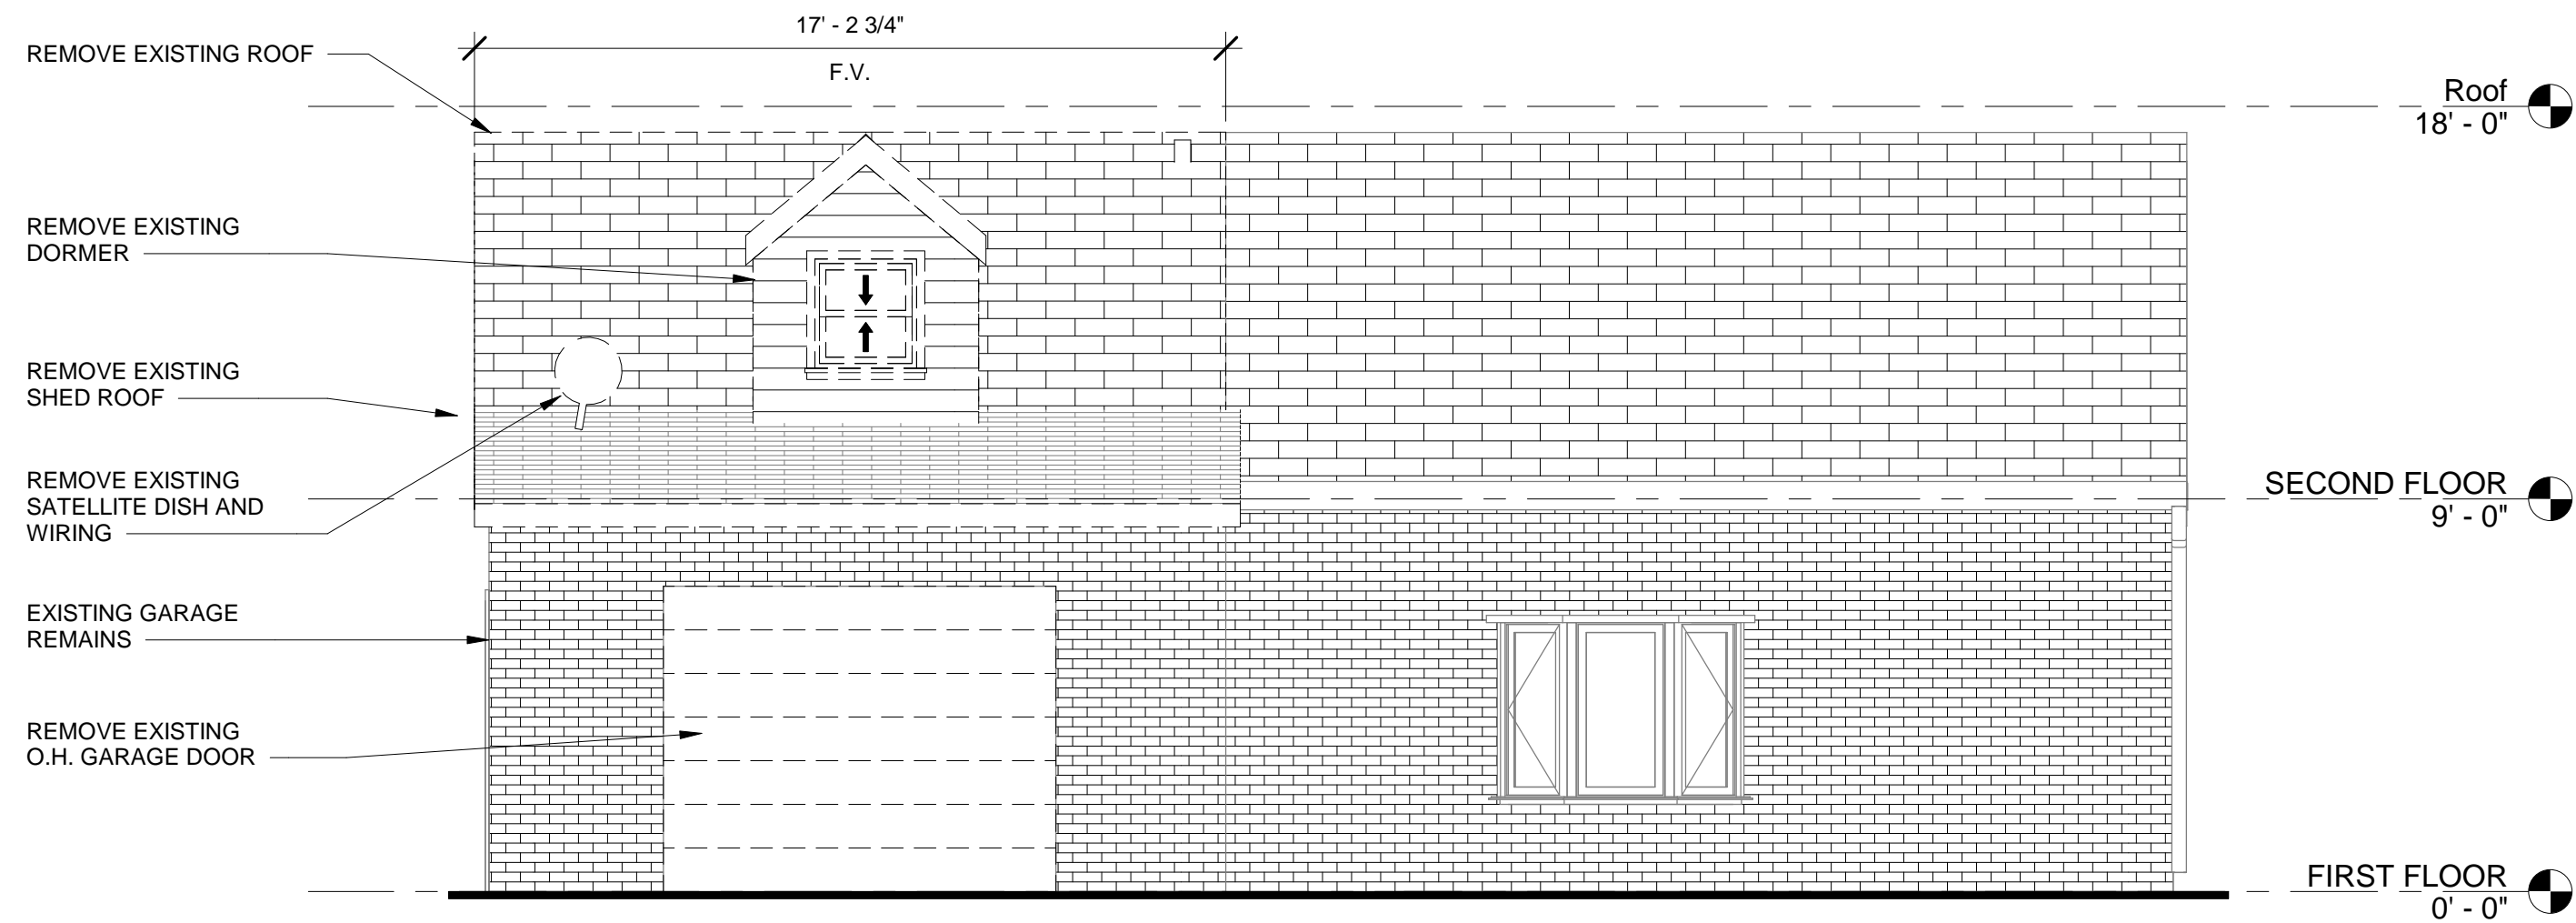 17' - 2 3/4"
F.V.
REMOVE EXISTING ROOF
REMOVE EXISTING
DORMER
REMOVE EXISTING
SHED ROOF
REMOVE EXISTING
SATELLITE DISH AND
WIRING
EXISTING GARAGE
REMAINS
REMOVE EXISTING
O.H. GARAGE DOOR
Roof
18' - 0"
SECOND FLOOR
9' - 0"
FIRST FLOOR
0' - 0"